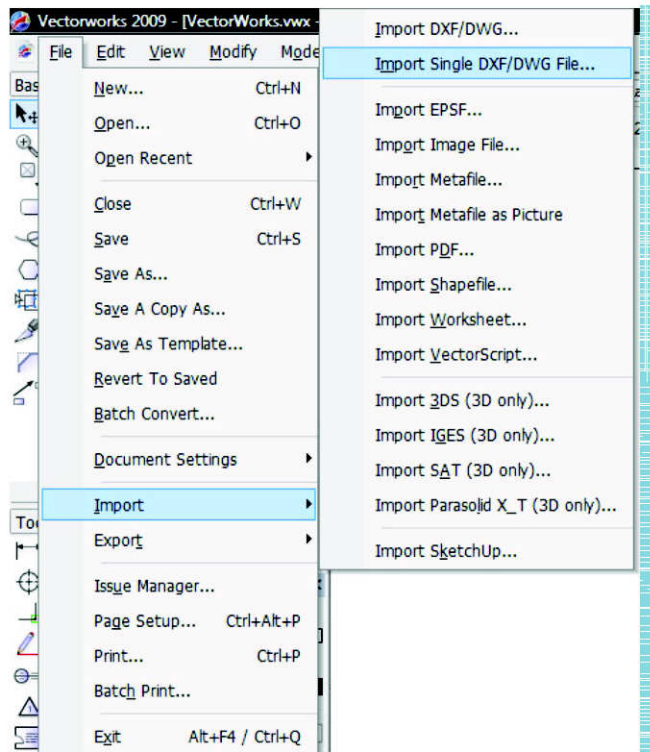 Vectorworks 2009 - [VectorWorks.vwx -
File Edit View Modify Mode
Bas
New... Ctrl+N
Open... Ctrl+O
Open Recent
Close Ctrl+W
Save Ctrl+S
Save As...
Save A Copy As...
Save As Template...
Revert To Saved
Batch Convert...
Document Settings
Import
Export
Issue Manager...
Page Setup... Ctrl+Alt+P
Print... Ctrl+P
Batch Print...
Exit Alt+F4 / Ctrl+Q
Too
Import DXF/DWG...
Import Single DXF/DWG File...
Import EPSF...
Import Image File...
Import Metafile...
Import Metafile as Picture
Import PDF...
Import Shapefile...
Import Worksheet...
Import VectorScript...
Import 3DS (3D only)...
Import IGES (3D only)...
Import SAT (3D only)...
Import Parasolid X_T (3D only)...
Import SketchUp...